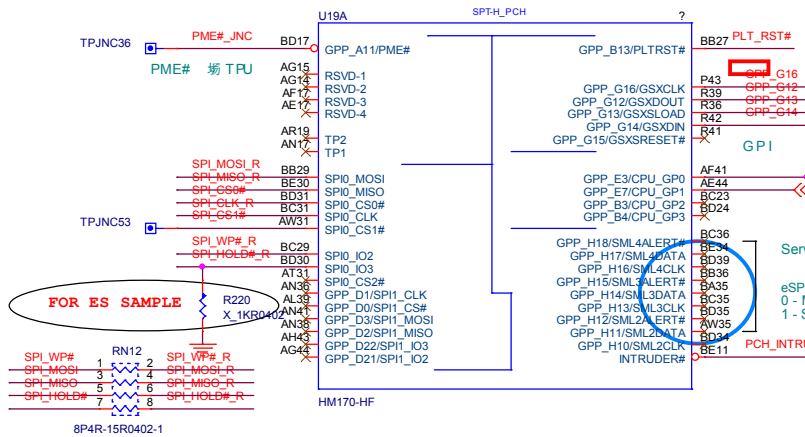 U19A
SPT-H_PCH
?
TPJNC36
PME#_JNC
BD17
GPP_A11/PME#
GPP_B13/PLTRST#
BB27
PLT_RST#
PME#
TPU
AG15
AG14
AF17
AE17
RSVD-1
RSVD-2
RSVD-3
RSVD-4
AR19
AN17
TP2
TP1
GPP_G16/GSXCLK
GPP_G12/GSXDOUT
GPP_G13/GSXSLOAD
GPP_G14/GSXDIN
GPP_G15/GSXSRESET#
P43
R39
R36
R42
R41
GPP_G16
GPP_G12
GPP_G13
GPP_G14
GPI
SPI_MOSI_R
SPI_MISO_R
SPI_CS0#
SPI_CLK_R
SPI_CS1#
TPJNC53
BB29
BE30
BD31
BC31
AW31
SPI0_MOSI
SPI0_MISO
SPI0_CS0#
SPI0_CLK
SPI0_CS1#
GPP_E3/CPU_GP0
GPP_E7/CPU_GP1
GPP_B3/CPU_GP2
GPP_B4/CPU_GP3
AF41
AE44
BC23
BD24
SPI_WP#_R
SPI_HOLD#_R
BC29
BD30
AT31
AN36
AL39
AN41
AN38
AH43
AG44
SPI0_IO2
SPI0_IO3
SPI0_CS2#
GPP_D1/SPI1_CLK
GPP_D0/SPI1_CS#
GPP_D3/SPI1_MOSI
GPP_D2/SPI1_MISO
GPP_D22/SPI1_IO3
GPP_D21/SPI1_IO2
GPP_H18/SML4ALERT#
GPP_H17/SML4DATA
GPP_H16/SML4CLK
GPP_H15/SML3ALERT#
GPP_H14/SML3DATA
GPP_H13/SML3CLK
GPP_H12/SML2ALERT#
GPP_H11/SML2DATA
GPP_H10/SML2CLK
INTRUDER#
BC36
BE34
BD39
BB36
BA35
BC35
BD35
AW35
BD34
BE11
Serv
eSP
0 -
1 - S
PCH_INTRU
FOR ES SAMPLE
R220
X_1KR0402
RN12
SPI_WP#
SPI_MOSI
SPI_MISO
SPI_HOLD#
1
3
5
7
2
4
6
8
SPI_WP#_R
SPI_MOSI_R
SPI_MISO_R
SPI_HOLD#_R
8P4R-15R0402-1
HM170-HF